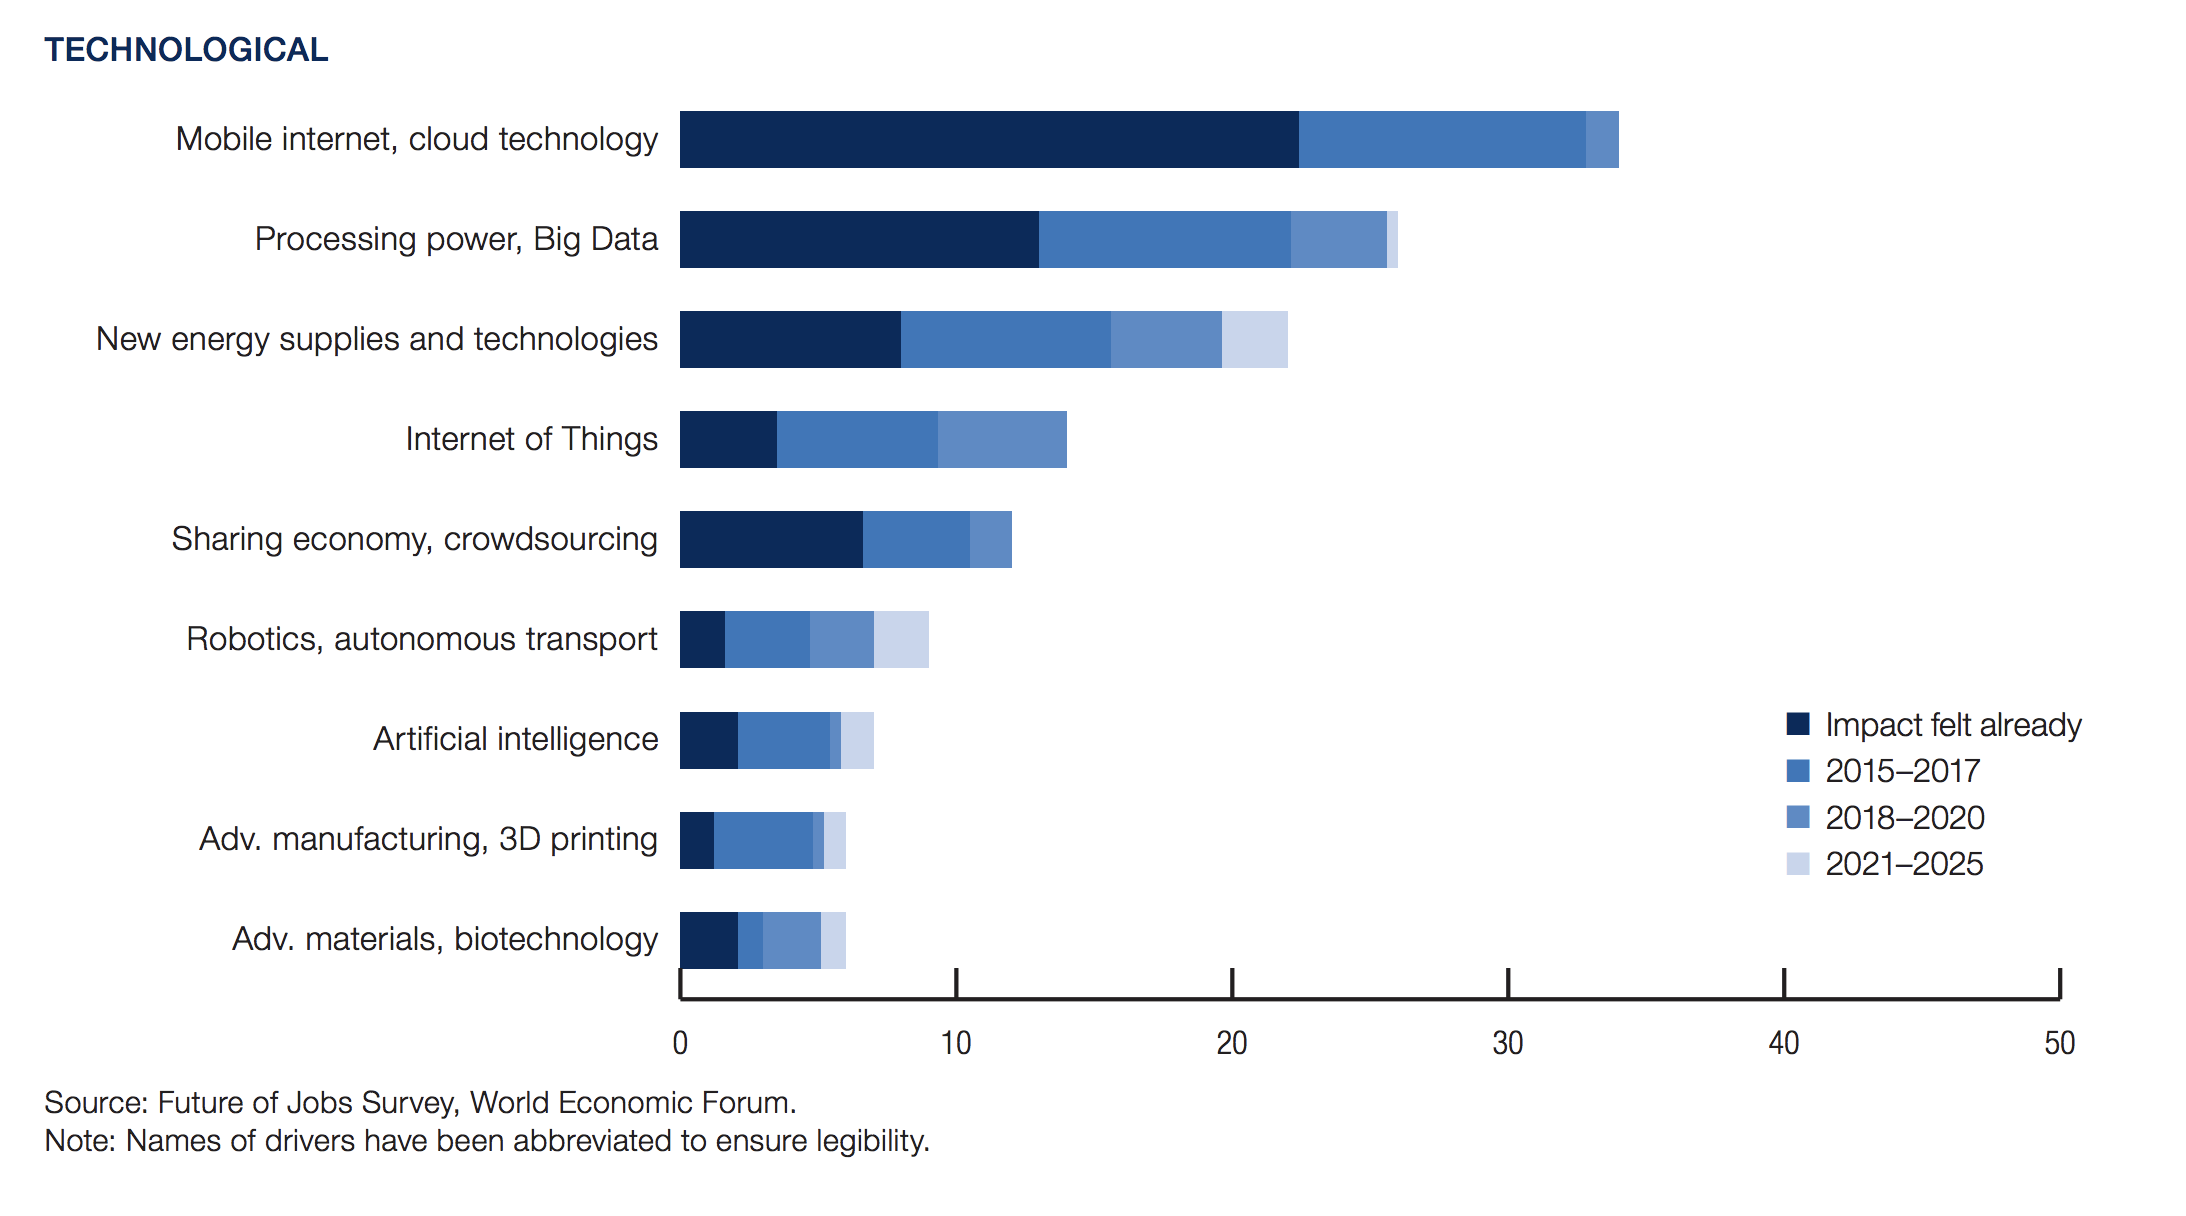 TECHNOLOGICAL
Mobile internet, cloud technology
Processing power, Big Data
New energy supplies and technologies
Internet of Things
Sharing economy, crowdsourcing
Robotics, autonomous transport
Artificial intelligence
Adv. manufacturing, 3D printing
Adv. materials, biotechnology
Impact felt already
2015–2017
2018–2020
2021–2025
0 10 20 30 40 50
Source: Future of Jobs Survey, World Economic Forum.
Note: Names of drivers have been abbreviated to ensure legibility.